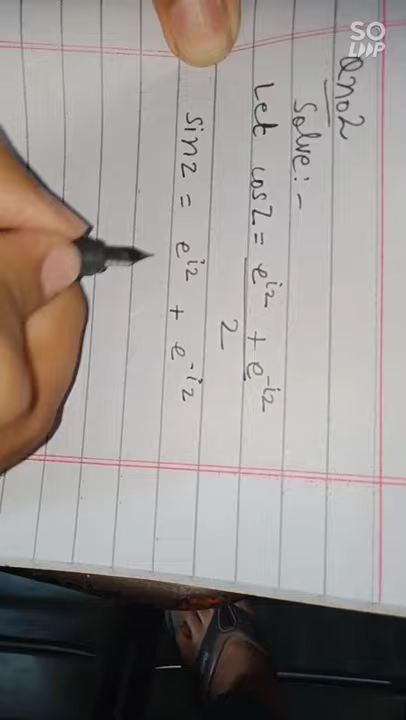 SO
LOOP
Qno2
Solve:-
Let cosz = e^iz + e^-iz / 2
sinz = e^iz + e^-iz